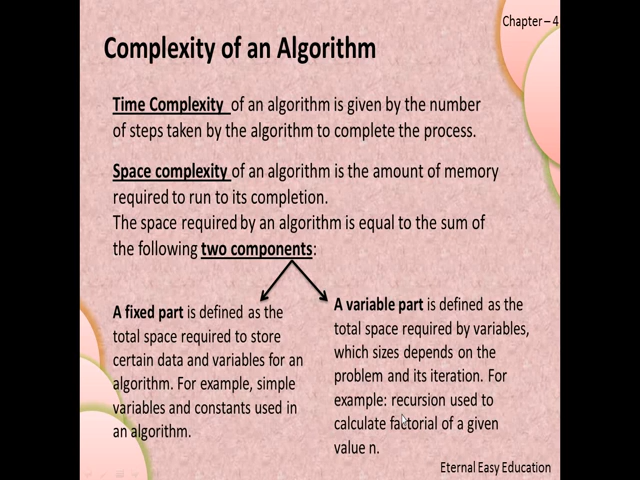 Chapter – 4
Complexity of an Algorithm
Time Complexity of an algorithm is given by the number
of steps taken by the algorithm to complete the process.
Space complexity of an algorithm is the amount of memory
required to run to its completion.
The space required by an algorithm is equal to the sum of
the following two components:
A fixed part is defined as the
total space required to store
certain data and variables for an
algorithm. For example, simple
variables and constants used in
an algorithm.
A variable part is defined as the
total space required by variables,
which sizes depends on the
problem and its iteration. For
example: recursion used to
calculate factorial of a given
value n.
Eternal Easy Education